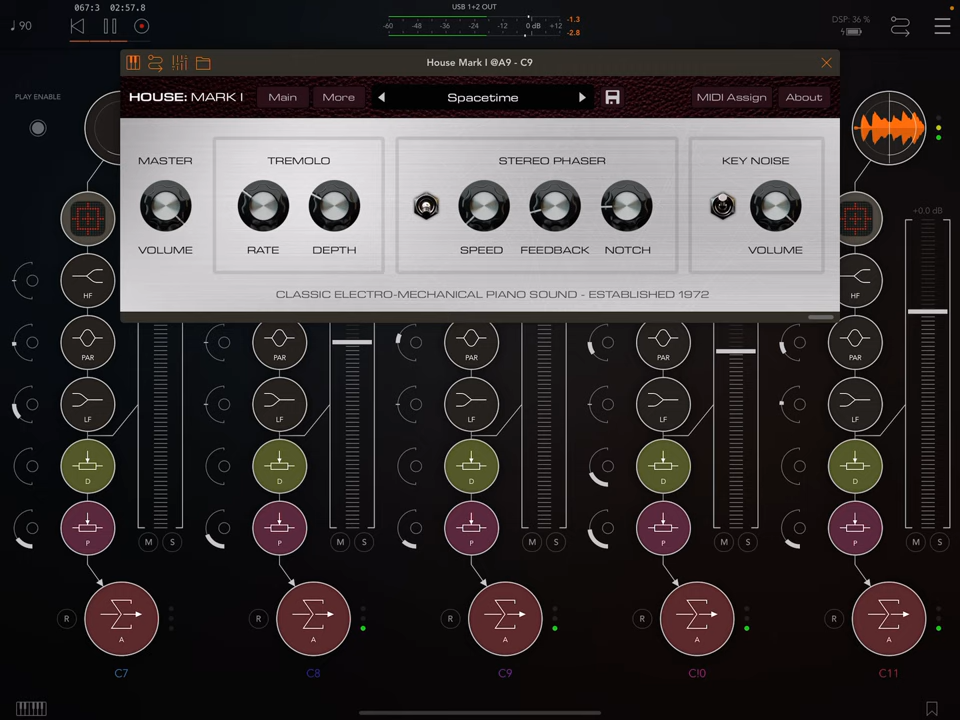 067:3 02:57.8
USB 1+2 OUT
♩ 90
-60 -48 -36 -24 -12 0 dB +12
-1.3
-2.8
DSP: 36 %
House Mark I @A9 - C9
PLAY ENABLE
HOUSE: MARK I Main More Spacetime MIDI Assign About
MASTER TREMOLO STEREO PHASER KEY NOISE
VOLUME RATE DEPTH SPEED FEEDBACK NOTCH VOLUME
CLASSIC ELECTRO-MECHANICAL PIANO SOUND - ESTABLISHED 1972
+0.0 dB
HF HF
PAR PAR PAR PAR PAR
LF LF LF LF LF
D D D D D
P P P P P
M S M S M S M S M S
R A R A R A R A R A
C7 C8 C9 C!0 C11